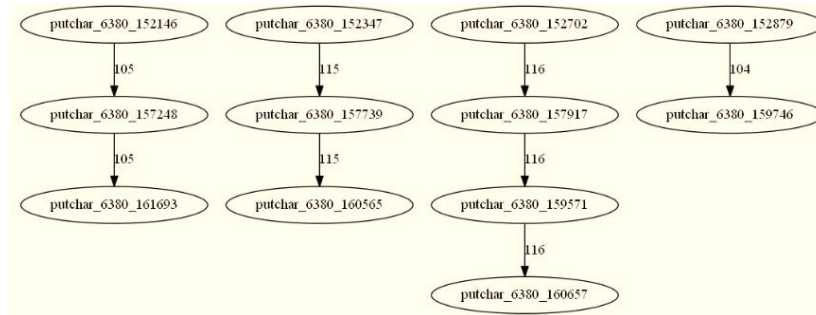 putchar_6380_152146 putchar_6380_152347 putchar_6380_152702 putchar_6380_152879
105 115 116 104
putchar_6380_157248 putchar_6380_157739 putchar_6380_157917 putchar_6380_159746
105 115 116
putchar_6380_161693 putchar_6380_160565 putchar_6380_159571
116
putchar_6380_160657